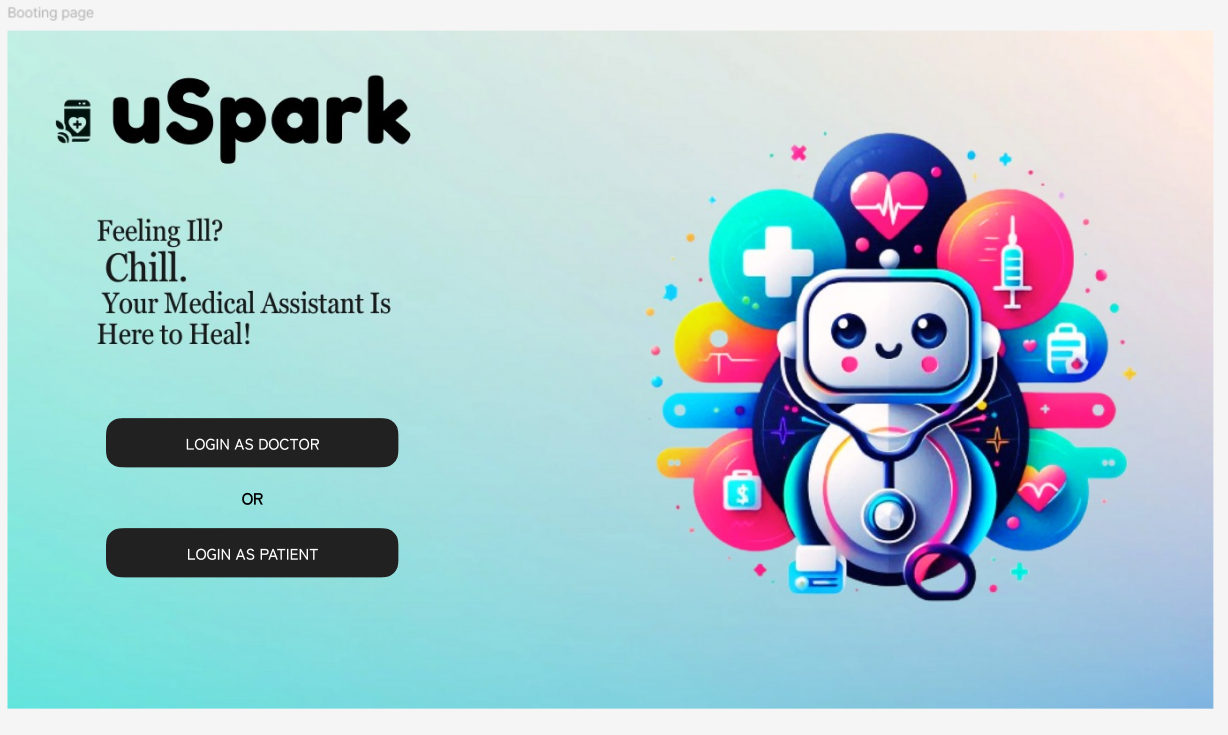 Booting page
uSpark
Feeling Ill?
Chill.
Your Medical Assistant Is
Here to Heal!
LOGIN AS DOCTOR
OR
LOGIN AS PATIENT
$